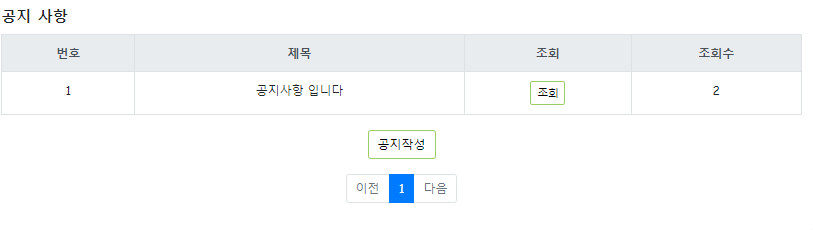 공지 사항
번호 제목 조회 조회수
1 공지사항 입니다 조회 2
공지작성
이전 1 다음